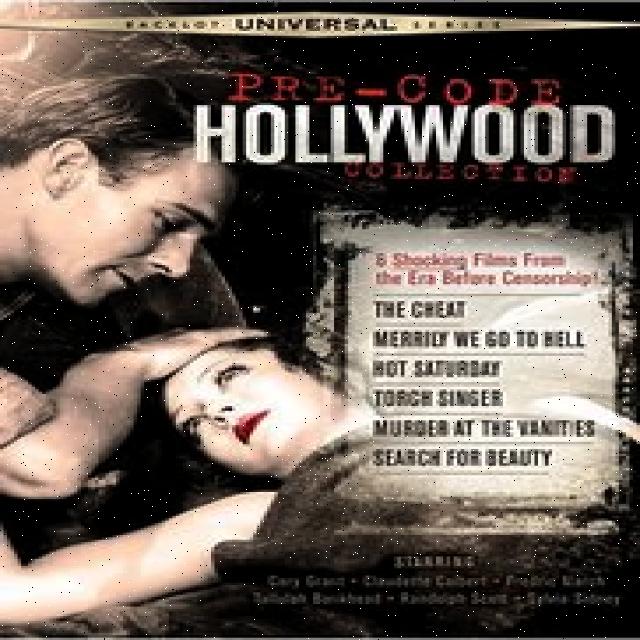 BACKLOT UNIVERSAL SERIES
PRE-CODE
HOLLYWOOD
COLLECTION
6 Shocking Films From
the Era Before Censorship!
THE CHEAT
MERRILY WE GO TO HELL
HOT SATURDAY
TORCH SINGER
MURDER AT THE VANITIES
SEARCH FOR BEAUTY
STARRING
Cary Grant • Claudette Colbert • Fredric March
Tallulah Bankhead • Randolph Scott • Sylvia Sidney